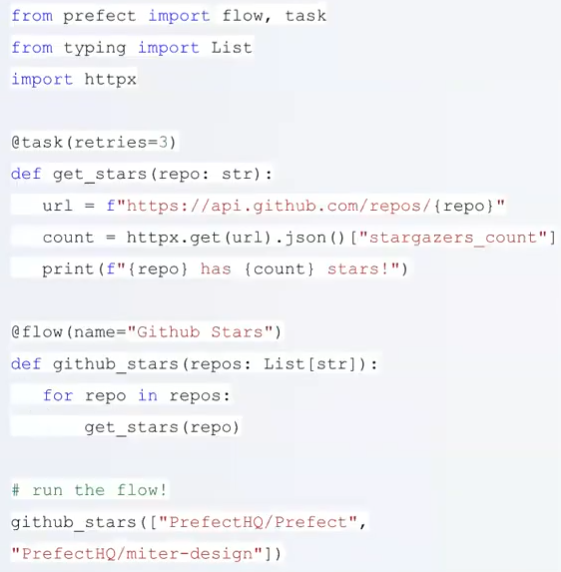 from prefect import flow, task
from typing import List
import httpx
@task(retries=3)
def get_stars(repo: str):
url = f"https://api.github.com/repos/{repo}"
count = httpx.get(url).json()["stargazers_count"]
print(f"{repo} has {count} stars!")
@flow(name="Github Stars")
def github_stars(repos: List[str]):
for repo in repos:
get_stars(repo)
# run the flow!
github_stars(["PrefectHQ/Prefect",
"PrefectHQ/miter-design"])